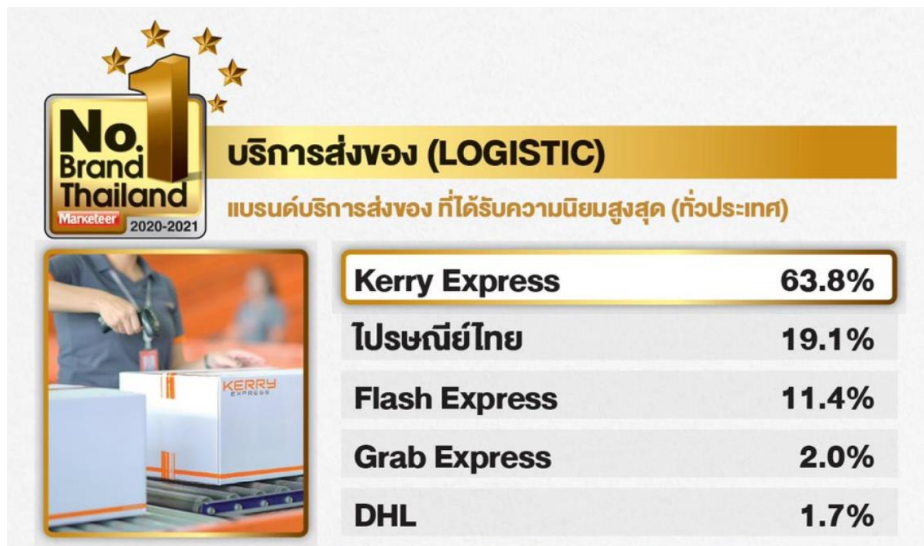 No.1
Brand
Thailand
Marketeer 2020-2021
บริการส่งของ (LOGISTIC)
แบรนด์บริการส่งของ ที่ได้รับความนิยมสูงสุด (ทั่วประเทศ)
KERRY
EXPRESS
Kerry Express 63.8%
ไปรษณีย์ไทย 19.1%
Flash Express 11.4%
Grab Express 2.0%
DHL 1.7%